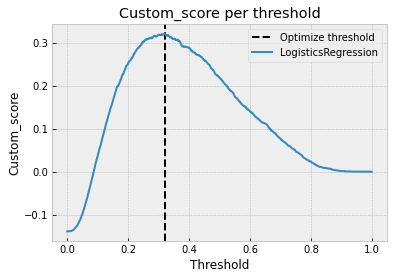 Custom_score per threshold
Optimize threshold
LogisticsRegression
Custom_score
0.3
0.2
0.1
0.0
−0.1
0.0 0.2 0.4 0.6 0.8 1.0
Threshold